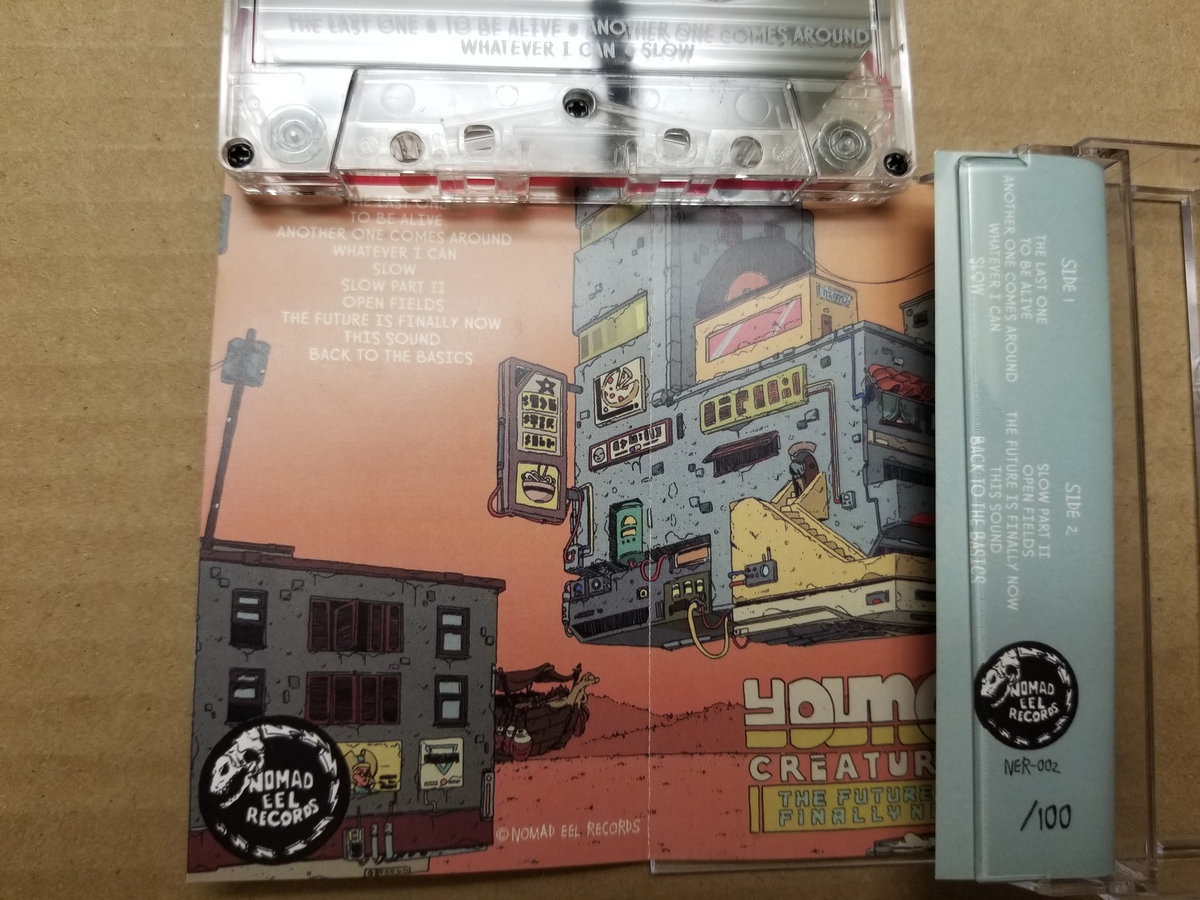 THE LAST ONE • TO BE ALIVE • ANOTHER ONE COMES AROUND
WHATEVER I CAN • SLOW
THE LAST ONE
TO BE ALIVE
ANOTHER ONE COMES AROUND
WHATEVER I CAN
SLOW
SLOW PART II
OPEN FIELDS
THE FUTURE IS FINALLY NOW
THIS SOUND
BACK TO THE BASICS
NOMAD
EEL
RECORDS
©NOMAD EEL RECORDS
YOUNG
CREATUR
THE FUTURE
FINALLY N
SIDE 1
THE LAST ONE
TO BE ALIVE
ANOTHER ONE COMES AROUND
WHATEVER I CAN
SLOW
SIDE 2
SLOW PART II
OPEN FIELDS
THE FUTURE IS FINALLY NOW
THIS SOUND
BACK TO THE BASICS
NOMAD
EEL
RECORDS
NER-002
/100